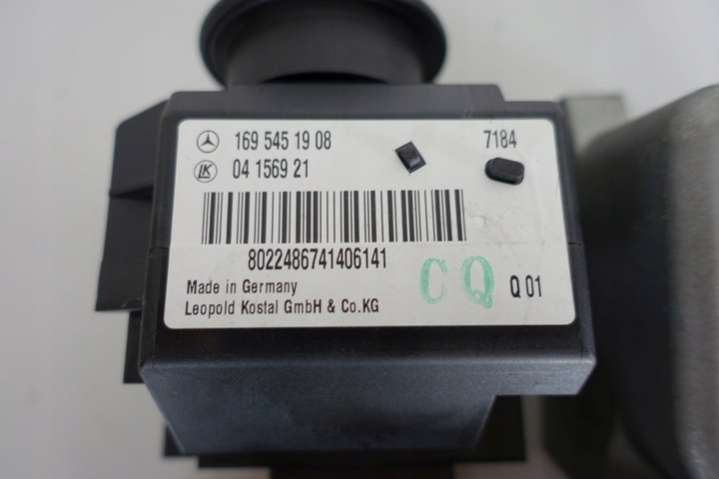 169 545 19 08 7184
LK 04 1569 21
8022486741406141
Made in Germany
Leopold Kostal GmbH & Co.KG
CQ Q 01